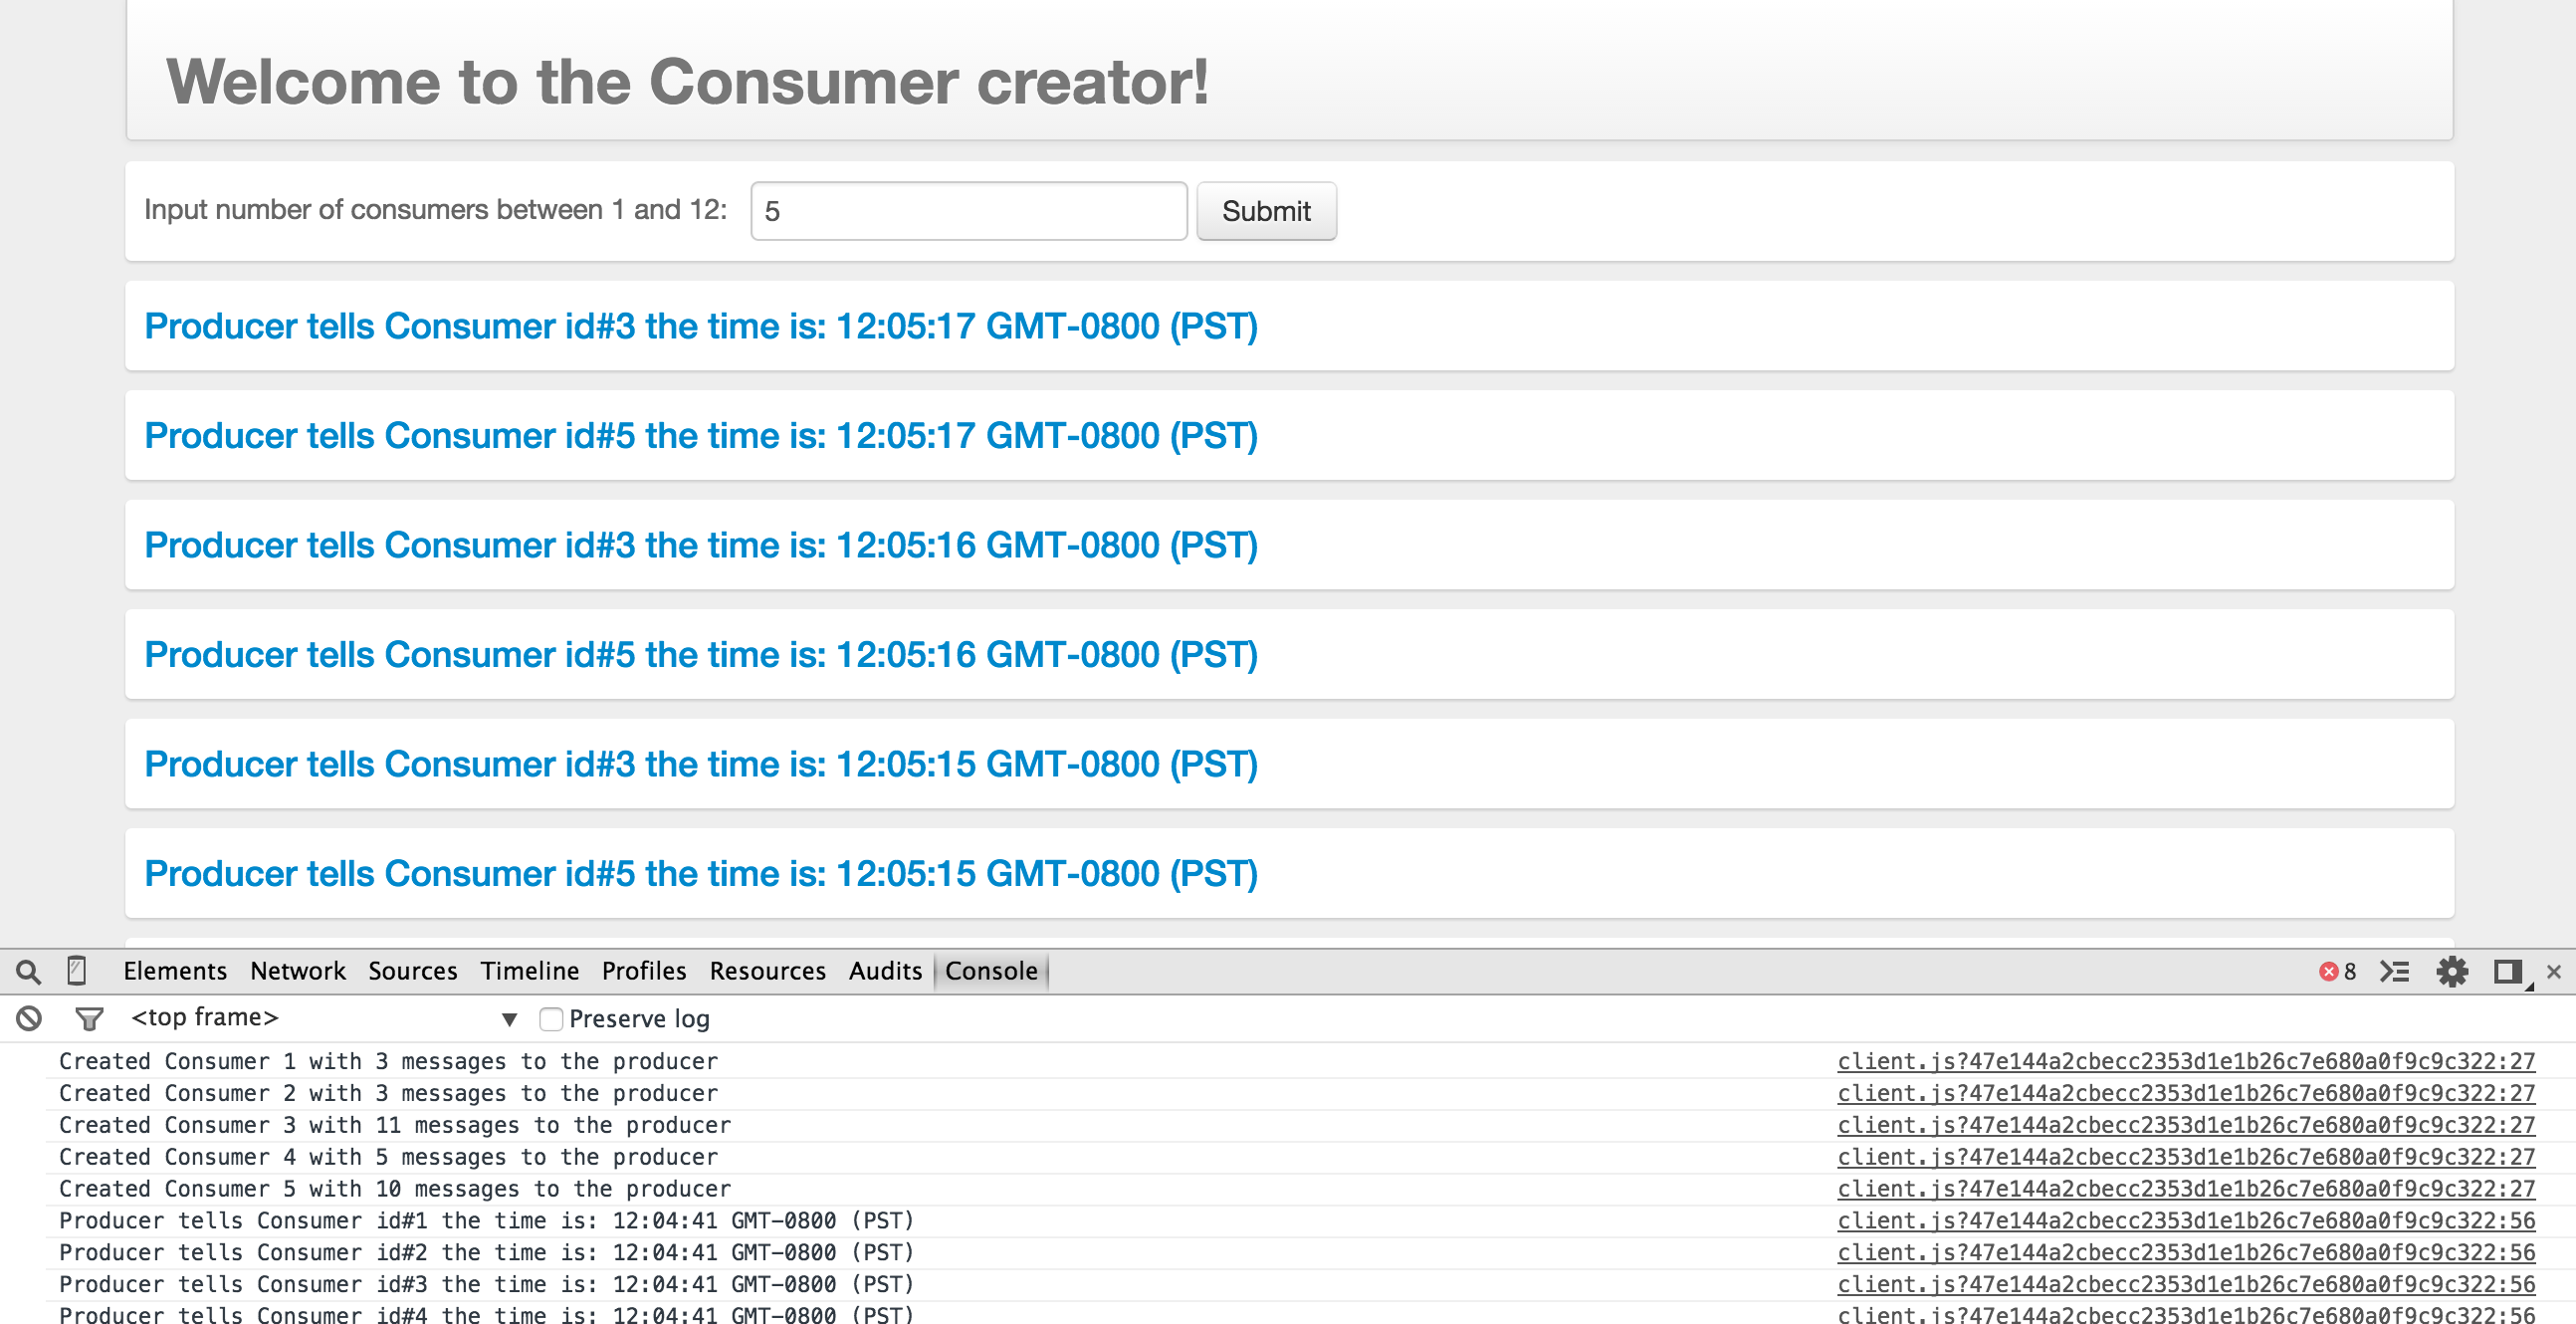 Welcome to the Consumer creator!
Input number of consumers between 1 and 12: 5 Submit
Producer tells Consumer id#3 the time is: 12:05:17 GMT-0800 (PST)
Producer tells Consumer id#5 the time is: 12:05:17 GMT-0800 (PST)
Producer tells Consumer id#3 the time is: 12:05:16 GMT-0800 (PST)
Producer tells Consumer id#5 the time is: 12:05:16 GMT-0800 (PST)
Producer tells Consumer id#3 the time is: 12:05:15 GMT-0800 (PST)
Producer tells Consumer id#5 the time is: 12:05:15 GMT-0800 (PST)
Elements Network Sources Timeline Profiles Resources Audits Console 8
<top frame> Preserve log
Created Consumer 1 with 3 messages to the producer client.js?47e144a2cbecc2353d1e1b26c7e680a0f9c9c322:27
Created Consumer 2 with 3 messages to the producer client.js?47e144a2cbecc2353d1e1b26c7e680a0f9c9c322:27
Created Consumer 3 with 11 messages to the producer client.js?47e144a2cbecc2353d1e1b26c7e680a0f9c9c322:27
Created Consumer 4 with 5 messages to the producer client.js?47e144a2cbecc2353d1e1b26c7e680a0f9c9c322:27
Created Consumer 5 with 10 messages to the producer client.js?47e144a2cbecc2353d1e1b26c7e680a0f9c9c322:27
Producer tells Consumer id#1 the time is: 12:04:41 GMT-0800 (PST) client.js?47e144a2cbecc2353d1e1b26c7e680a0f9c9c322:56
Producer tells Consumer id#2 the time is: 12:04:41 GMT-0800 (PST) client.js?47e144a2cbecc2353d1e1b26c7e680a0f9c9c322:56
Producer tells Consumer id#3 the time is: 12:04:41 GMT-0800 (PST) client.js?47e144a2cbecc2353d1e1b26c7e680a0f9c9c322:56
Producer tells Consumer id#4 the time is: 12:04:41 GMT-0800 (PST) client.js?47e144a2cbecc2353d1e1b26c7e680a0f9c9c322:56